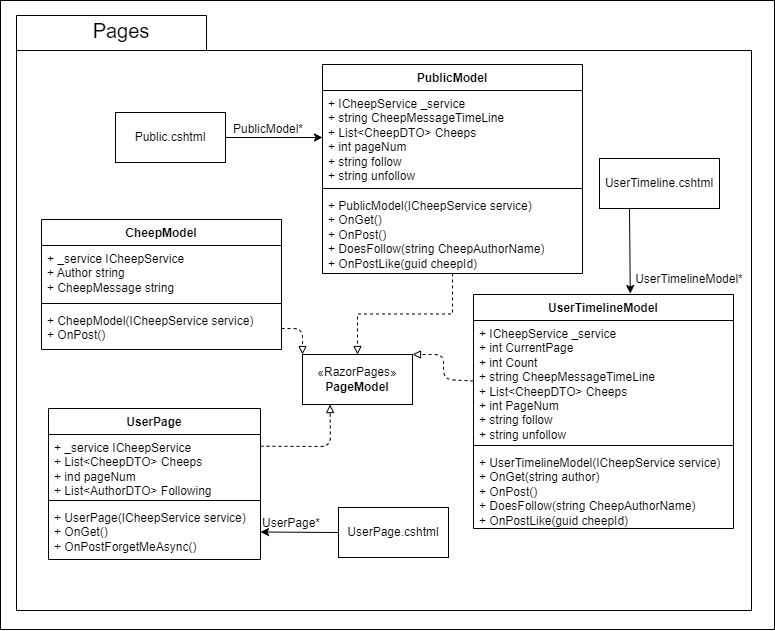 Pages
PublicModel
+ ICheepService _service
+ string CheepMessageTimeLine
+ List<CheepDTO> Cheeps
+ int pageNum
+ string follow
+ string unfollow
+ PublicModel(ICheepService service)
+ OnGet()
+ OnPost()
+ DoesFollow(string CheepAuthorName)
+ OnPostLike(guid cheepId)
Public.cshtml
PublicModel*
UserTimeline.cshtml
UserTimelineModel*
CheepModel
+ _service ICheepService
+ Author string
+ CheepMessage string
+ CheepModel(ICheepService service)
+ OnPost()
UserTimelineModel
+ ICheepService _service
+ int CurrentPage
+ int Count
+ string CheepMessageTimeLine
+ List<CheepDTO> Cheeps
+ int PageNum
+ string follow
+ string unfollow
+ UserTimelineModel(ICheepService service)
+ OnGet(string author)
+ OnPost()
+ DoesFollow(string CheepAuthorName)
+ OnPostLike(guid cheepId)
«RazorPages»
PageModel
UserPage
+ _service ICheepService
+ List<CheepDTO> Cheeps
+ ind pageNum
+ List<AuthorDTO> Following
+ UserPage(ICheepService service)
+ OnGet()
+ OnPostForgetMeAsync()
UserPage*
UserPage.cshtml